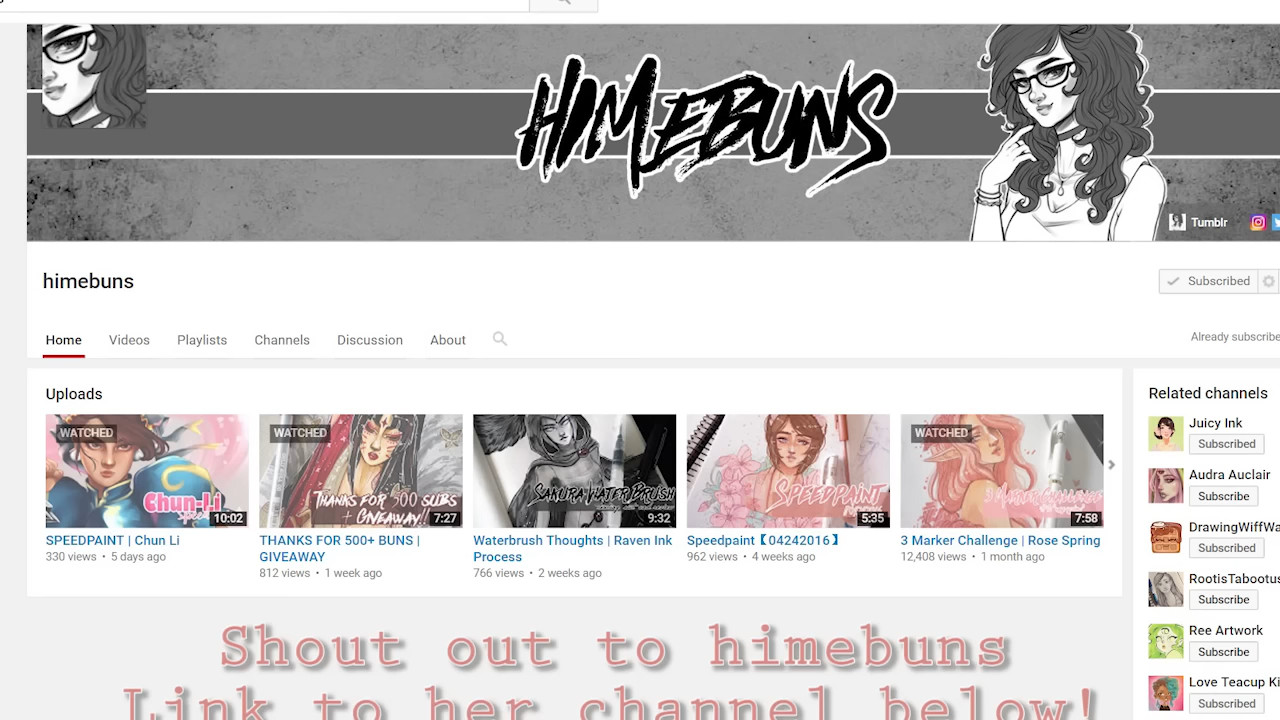 HIMEBUNS
Tumblr
himebuns
Subscribed
Home
Videos
Playlists
Channels
Discussion
About
Already subscribe
Uploads
WATCHED
Chun-Li
10:02
SPEEDPAINT | Chun Li
330 views • 5 days ago
WATCHED
THANKS FOR 500 SUBS
+ GIVEAWAY!!
7:27
THANKS FOR 500+ BUNS |
GIVEAWAY
812 views • 1 week ago
SAKURA WATER BRUSH
9:32
Waterbrush Thoughts | Raven Ink
Process
766 views • 2 weeks ago
SPEEDPAINT
5:35
Speedpaint【04242016】
962 views • 4 weeks ago
WATCHED
3 MARKER CHALLENGE
7:58
3 Marker Challenge | Rose Spring
12,408 views • 1 month ago
Related channels
Juicy Ink
Subscribed
Audra Auclair
Subscribe
DrawingWiffWa
Subscribed
RootisTabootus
Subscribe
Ree Artwork
Subscribe
Love Teacup Ki
Subscribed
Shout out to himebuns
Link to her channel below!